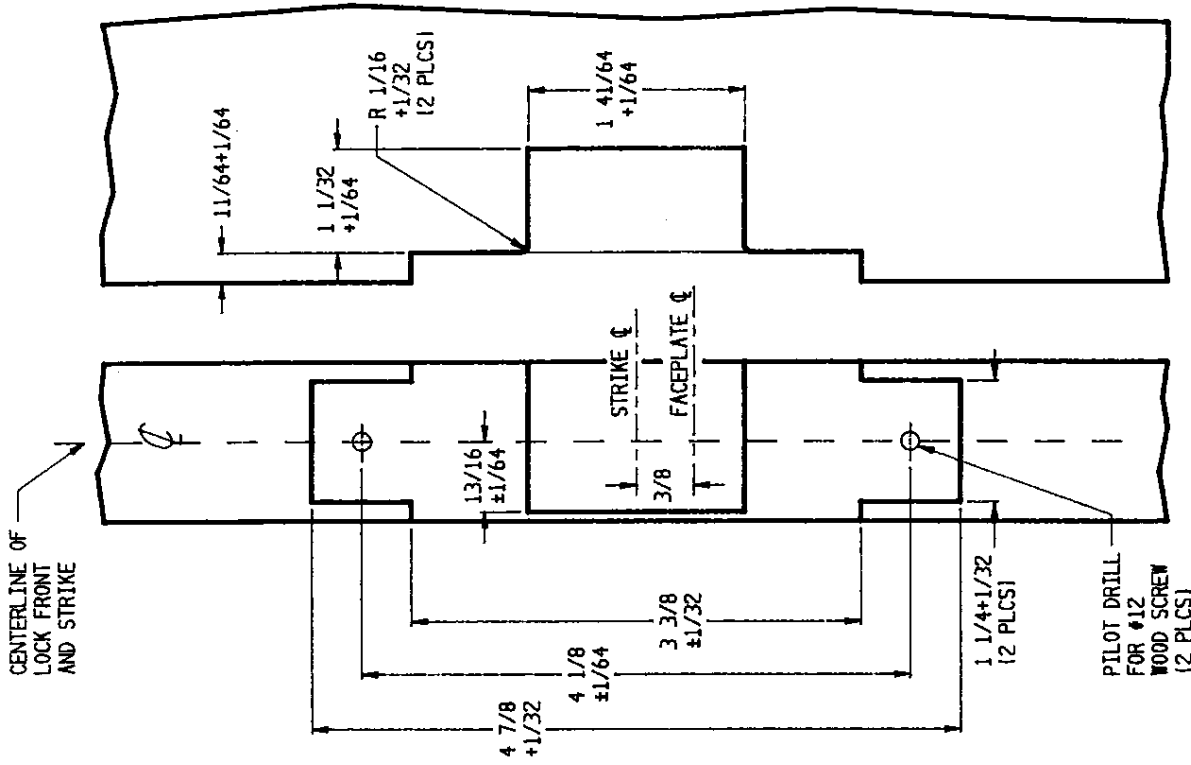 CENTERLINE OF
LOCK FRONT
AND STRIKE
℄
11/64+1/64
1 1/32
+1/64
R 1/16
+1/32
(2 PLCS)
1 41/64
+1/64
STRIKE ℄
FACEPLATE ℄
13/16
±1/64
3/8
3 3/8
±1/32
4 1/8
±1/64
4 7/8
+1/32
1 1/4+1/32
(2 PLCS)
PILOT DRILL
FOR #12
WOOD SCREW
(2 PLCS)